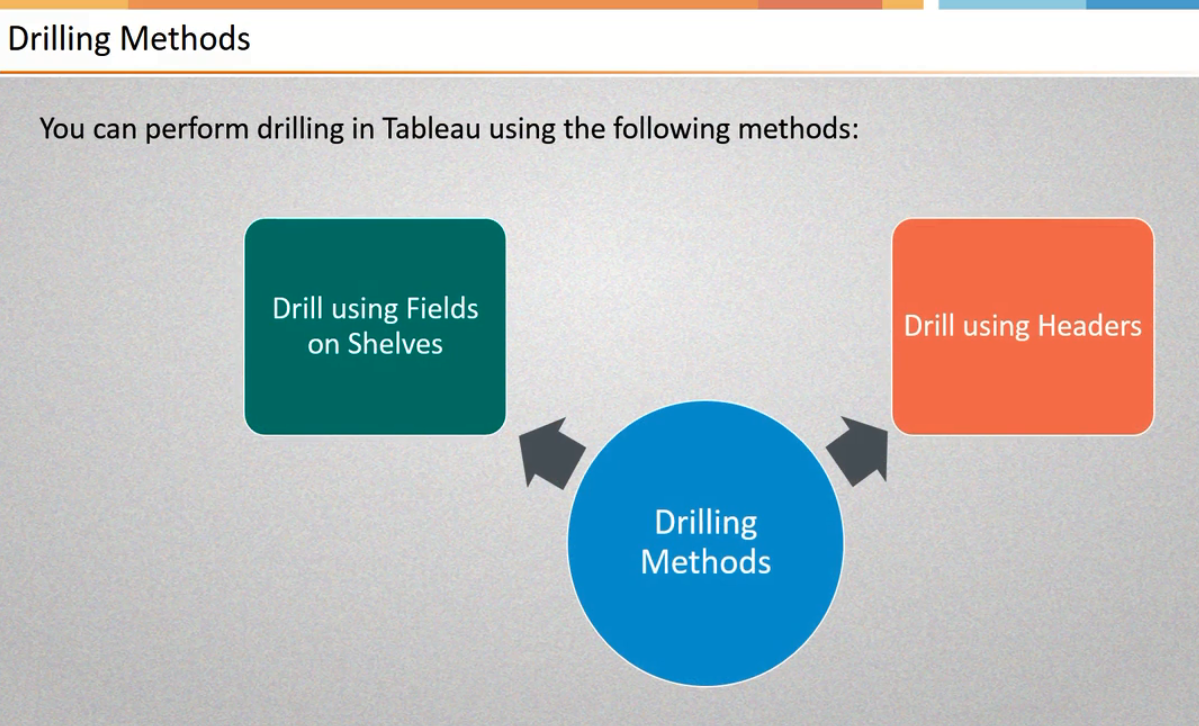 Drilling Methods
You can perform drilling in Tableau using the following methods:
Drill using Fields
on Shelves
Drill using Headers
Drilling
Methods